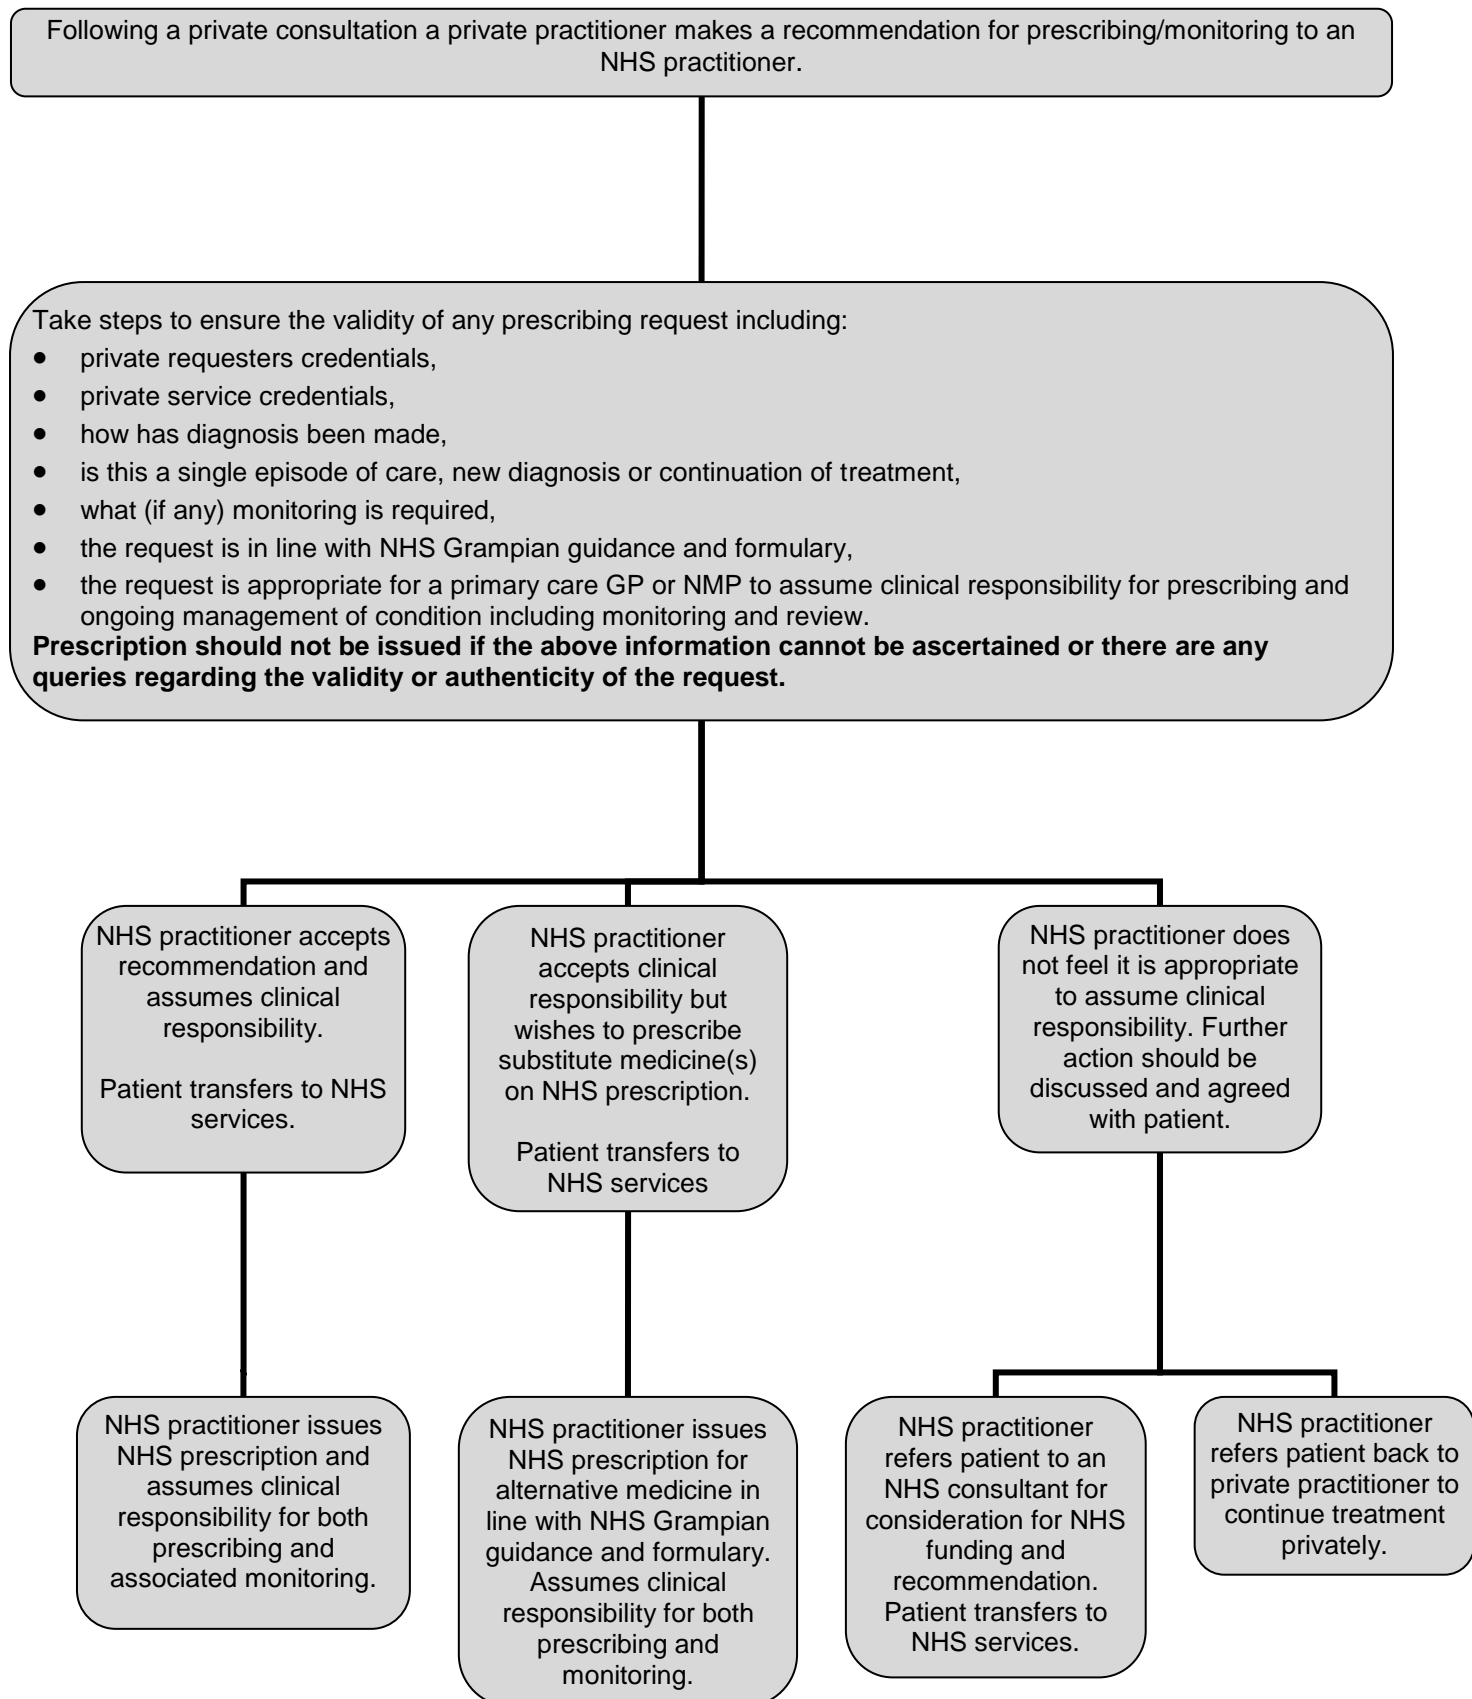 Following a private consultation a private practitioner makes a recommendation for prescribing/monitoring to an
NHS practitioner.
Take steps to ensure the validity of any prescribing request including:
• private requesters credentials,
• private service credentials,
• how has diagnosis been made,
• is this a single episode of care, new diagnosis or continuation of treatment,
• what (if any) monitoring is required,
• the request is in line with NHS Grampian guidance and formulary,
• the request is appropriate for a primary care GP or NMP to assume clinical responsibility for prescribing and
ongoing management of condition including monitoring and review.
Prescription should not be issued if the above information cannot be ascertained or there are any
queries regarding the validity or authenticity of the request.
NHS practitioner accepts
recommendation and
assumes clinical
responsibility.
Patient transfers to NHS
services.
NHS practitioner
accepts clinical
responsibility but
wishes to prescribe
substitute medicine(s)
on NHS prescription.
Patient transfers to
NHS services
NHS practitioner does
not feel it is appropriate
to assume clinical
responsibility. Further
action should be
discussed and agreed
with patient.
NHS practitioner issues
NHS prescription and
assumes clinical
responsibility for both
prescribing and
associated monitoring.
NHS practitioner issues
NHS prescription for
alternative medicine in
line with NHS Grampian
guidance and formulary.
Assumes clinical
responsibility for both
prescribing and
monitoring.
NHS practitioner
refers patient to an
NHS consultant for
consideration for NHS
funding and
recommendation.
Patient transfers to
NHS services.
NHS practitioner
refers patient back to
private practitioner to
continue treatment
privately.